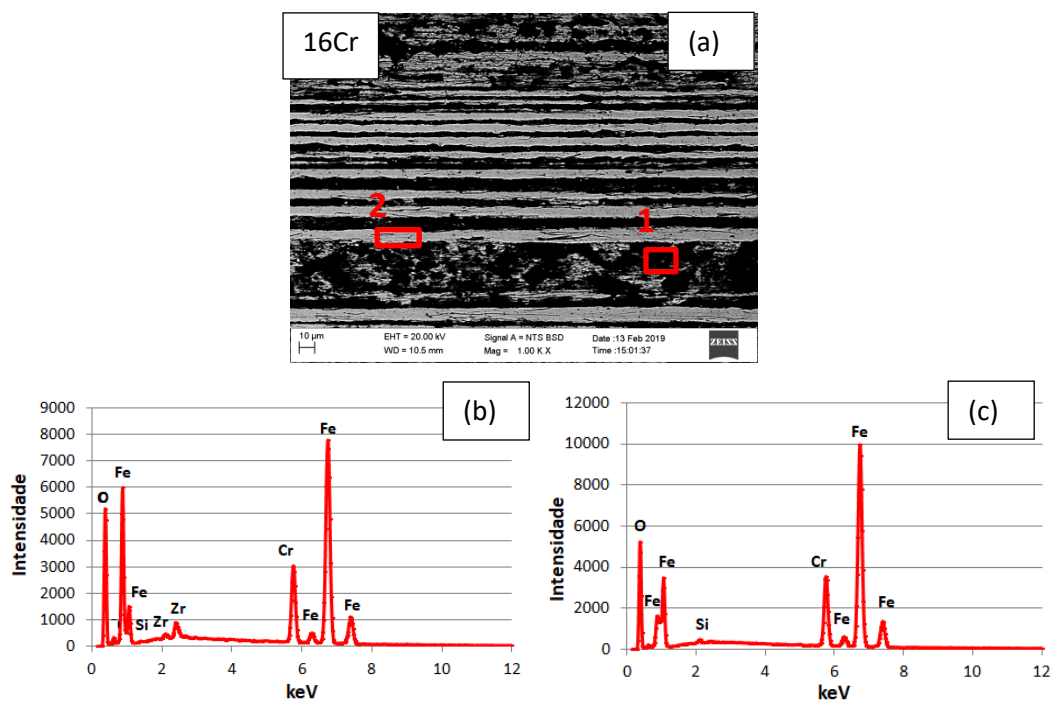 16Cr
(a)
2
1
10 µm
EHT = 20.00 kV
WD = 10.5 mm
Signal A = NTS BSD
Mag = 1.00 K X
Date :13 Feb 2019
Time :15:01:37
ZEISS
(b)
9000
8000
7000
6000
5000
4000
3000
2000
1000
0
Intensidade
O
Fe
Fe
Si
Zr
Zr
Cr
Fe
Fe
Fe
0
2
4
6
8
10
12
keV
(c)
12000
10000
8000
6000
4000
2000
0
Intensidade
O
Fe
Fe
Si
Cr
Fe
Fe
Fe
0
2
4
6
8
10
12
keV